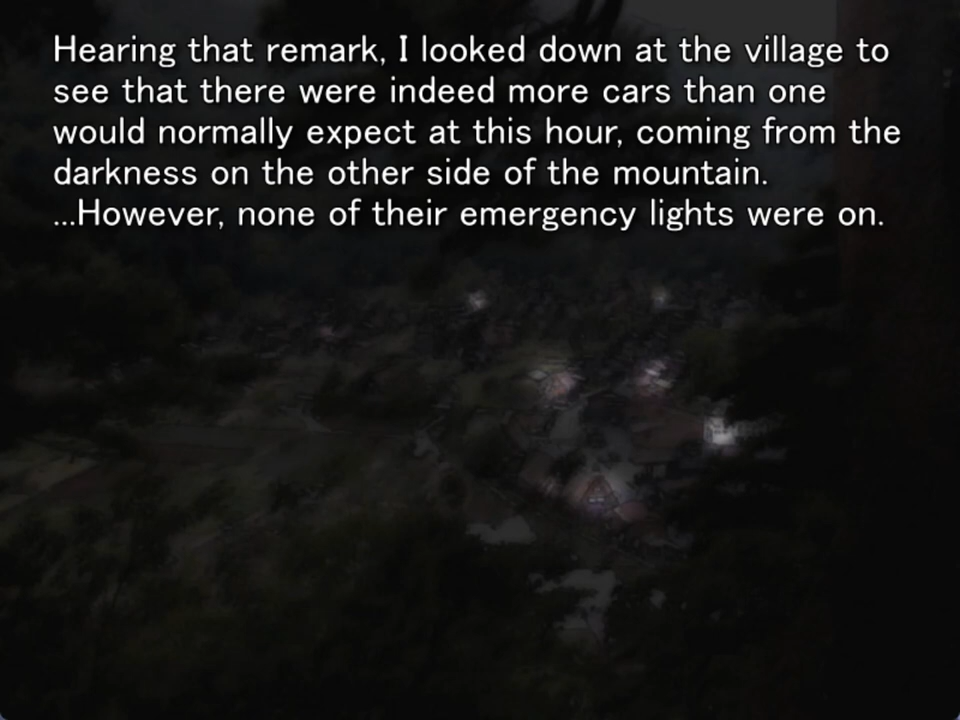 Hearing that remark, I looked down at the village to
see that there were indeed more cars than one
would normally expect at this hour, coming from the
darkness on the other side of the mountain.
...However, none of their emergency lights were on.